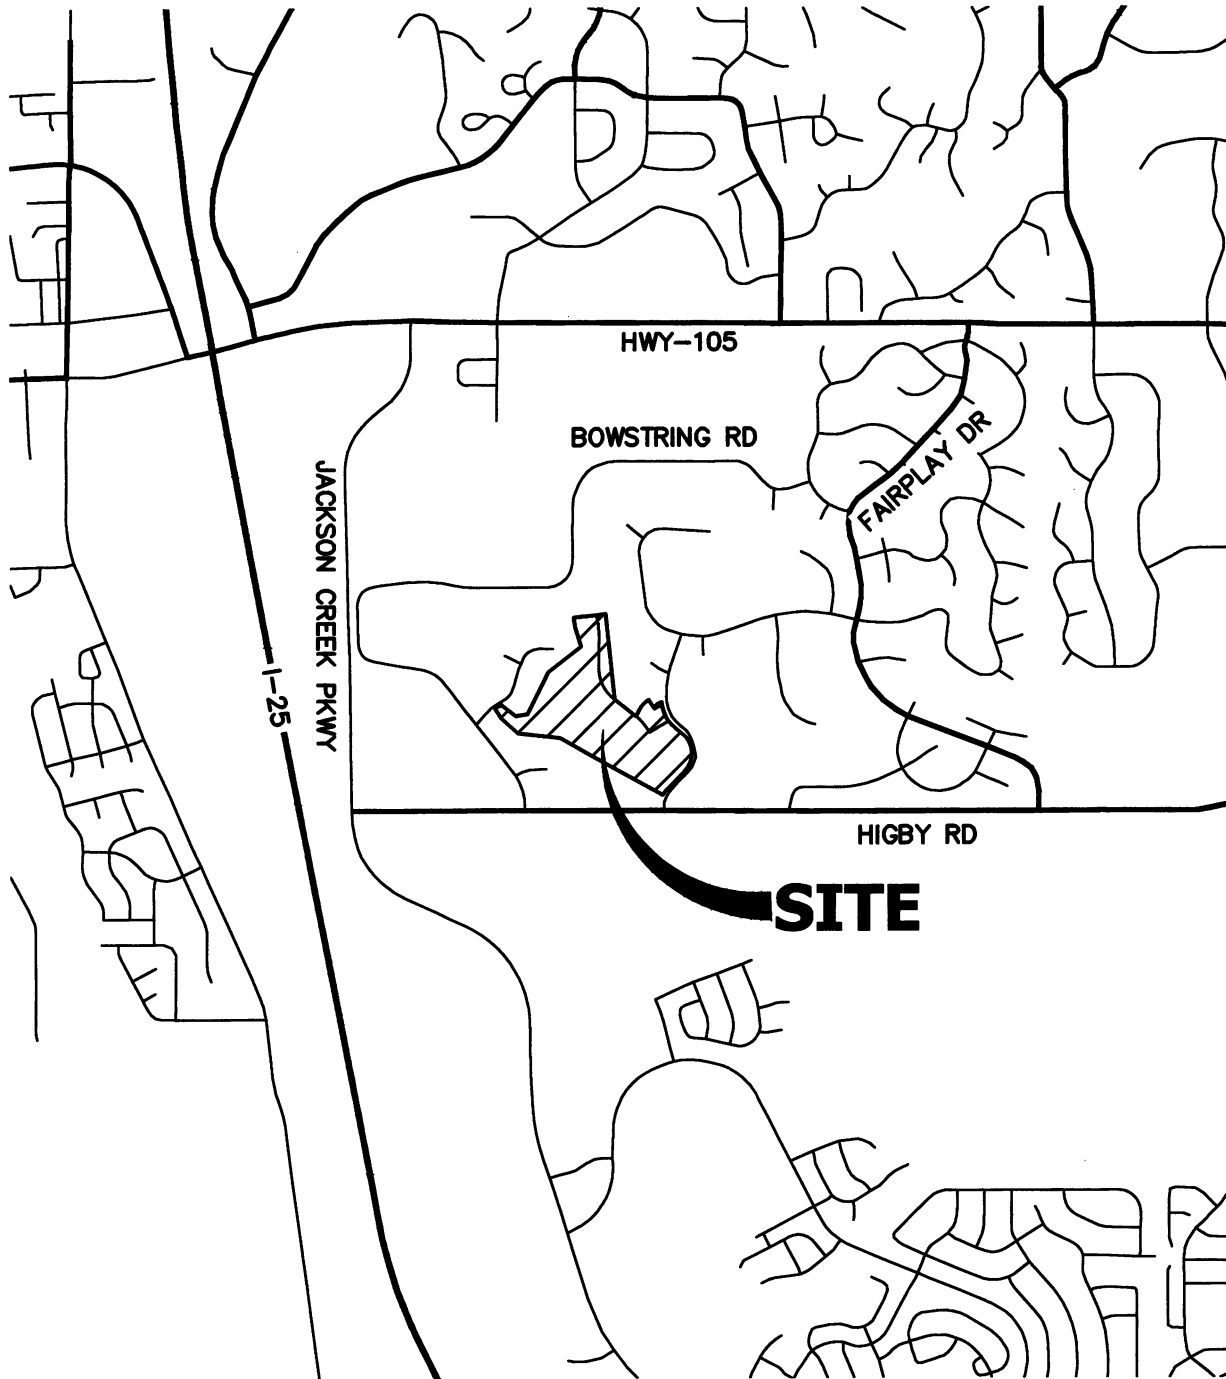 HWY-105
BOWSTRING RD
FAIRPLAY DR
JACKSON CREEK PKWY
I-25
HIGBY RD
SITE